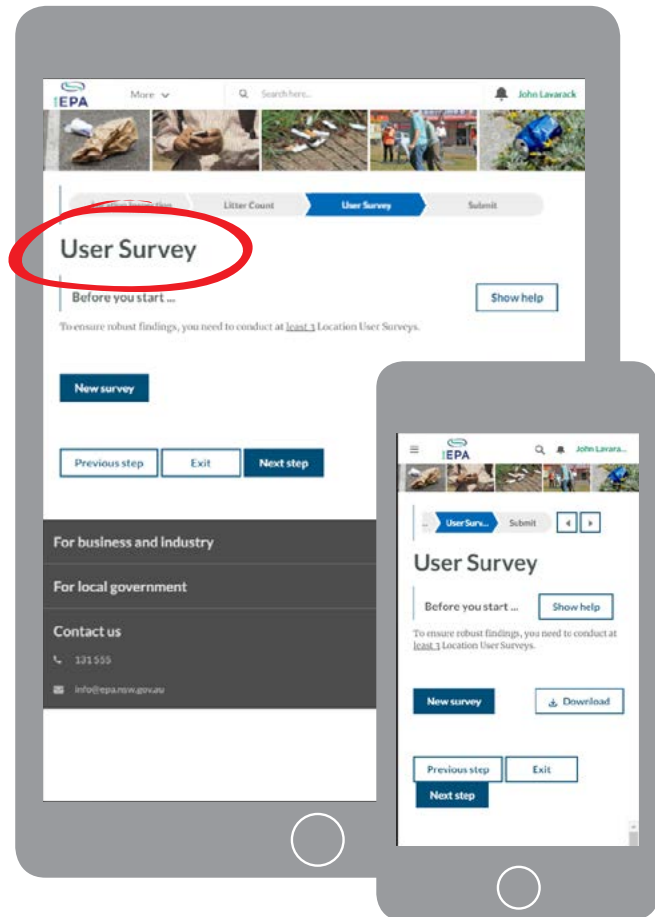 EPA
More
Search here...
John Lavarack
Litter Count
User Survey
Submit
User Survey
Before you start ...
Show help
To ensure robust findings, you need to conduct at least 3 Location User Surveys.
New survey
Previous step
Exit
Next step
For business and industry
For local government
Contact us
131 555
info@epa.nsw.gov.au
EPA
John Lavara...
...
User Surv...
Submit
User Survey
Before you start ...
Show help
To ensure robust findings, you need to conduct at
least 3 Location User Surveys.
New survey
Download
Previous step
Exit
Next step